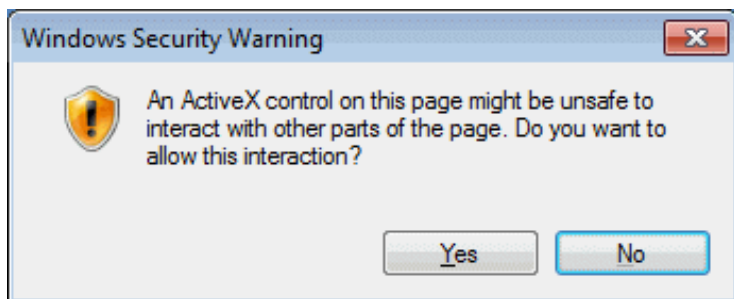 Windows Security Warning
An ActiveX control on this page might be unsafe to
interact with other parts of the page. Do you want to
allow this interaction?
Yes
No